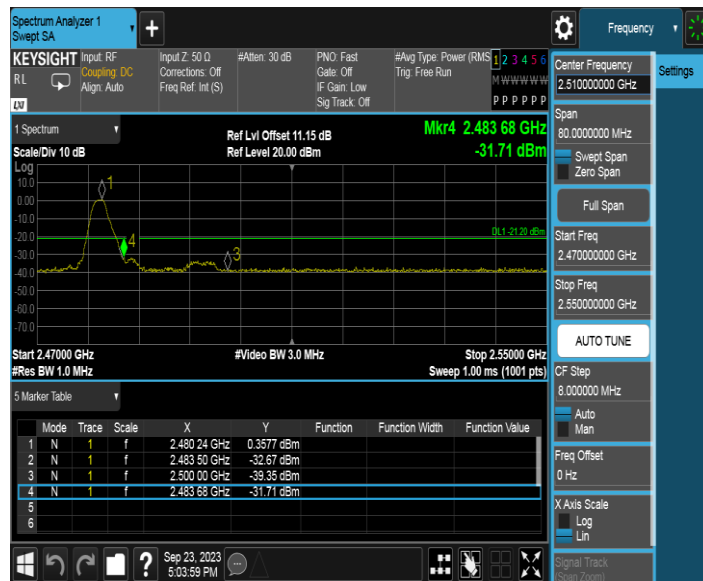 Spectrum Analyzer 1
Swept SA
+
Frequency
KEYSIGHT
RL
LXI
Input: RF
Coupling: DC
Align: Auto
Input Z: 50 Ω
Corrections: Off
Freq Ref: Int (S)
#Atten: 30 dB
PNO: Fast
Gate: Off
IF Gain: Low
Sig Track: Off
#Avg Type: Power (RMS
Trig: Free Run
1 2 3 4 5 6
M W W W W W
P P P P P P
Settings
Center Frequency
2.510000000 GHz
Span
80.0000000 MHz
Swept Span
Zero Span
Full Span
Start Freq
2.470000000 GHz
Stop Freq
2.550000000 GHz
AUTO TUNE
CF Step
8.000000 MHz
Auto
Man
Freq Offset
0 Hz
X Axis Scale
Log
Lin
Signal Track
(Span Zoom)
1 Spectrum
Scale/Div 10 dB
Ref Lvl Offset 11.15 dB
Ref Level 20.00 dBm
Mkr4 2.483 68 GHz
-31.71 dBm
Log
10.0
0.00
-10.0
-20.0
-30.0
-40.0
-50.0
-60.0
-70.0
1
4
3
DL1 -21.20 dBm
Start 2.47000 GHz
#Res BW 1.0 MHz
#Video BW 3.0 MHz
Stop 2.55000 GHz
Sweep 1.00 ms (1001 pts)
5 Marker Table
Mode Trace Scale X Y Function Function Width Function Value
1 N 1 f 2.480 24 GHz 0.3577 dBm
2 N 1 f 2.483 50 GHz -32.67 dBm
3 N 1 f 2.500 00 GHz -39.35 dBm
4 N 1 f 2.483 68 GHz -31.71 dBm
5
6
?
Sep 23, 2023
5:03:59 PM